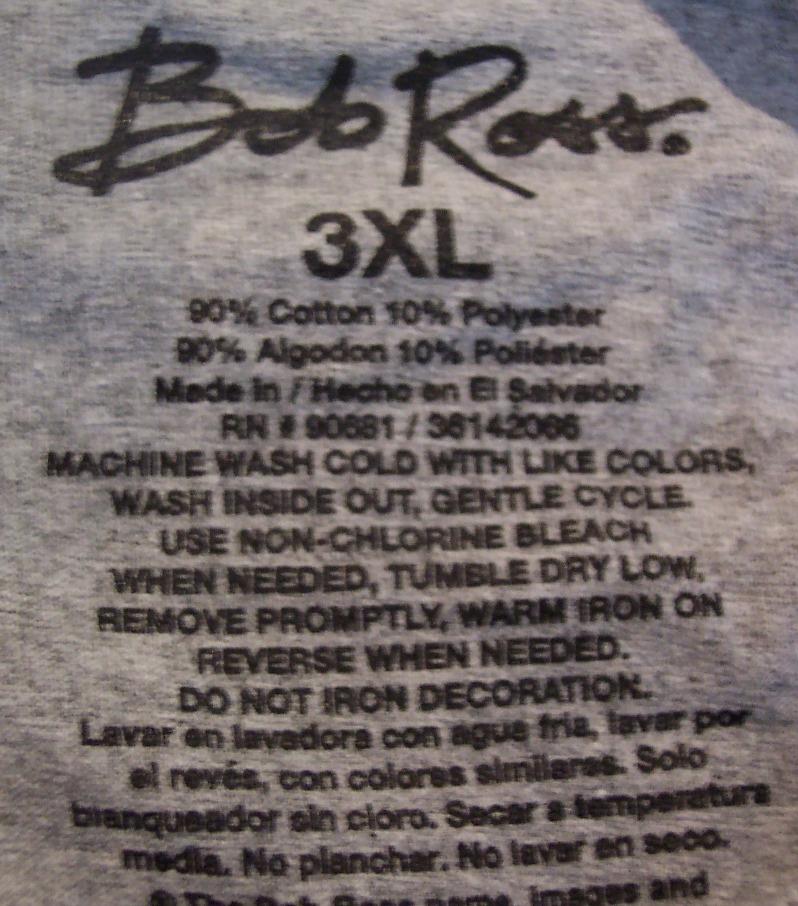 Bob Ross.
3XL
90% Cotton 10% Polyester
90% Algodon 10% Poliéster
Made in / Hecho en El Salvador
RN # 90681 / 36142066
MACHINE WASH COLD WITH LIKE COLORS,
WASH INSIDE OUT, GENTLE CYCLE.
USE NON-CHLORINE BLEACH
WHEN NEEDED, TUMBLE DRY LOW,
REMOVE PROMPTLY, WARM IRON ON
REVERSE WHEN NEEDED.
DO NOT IRON DECORATION.
Lavar en lavadora con agua fria, lavar por
el revés, con colores similares. Solo
blanqueador sin cloro. Secar a temperatura
media. No planchar. No lavar en seco.
© The Bob Ross name, images and